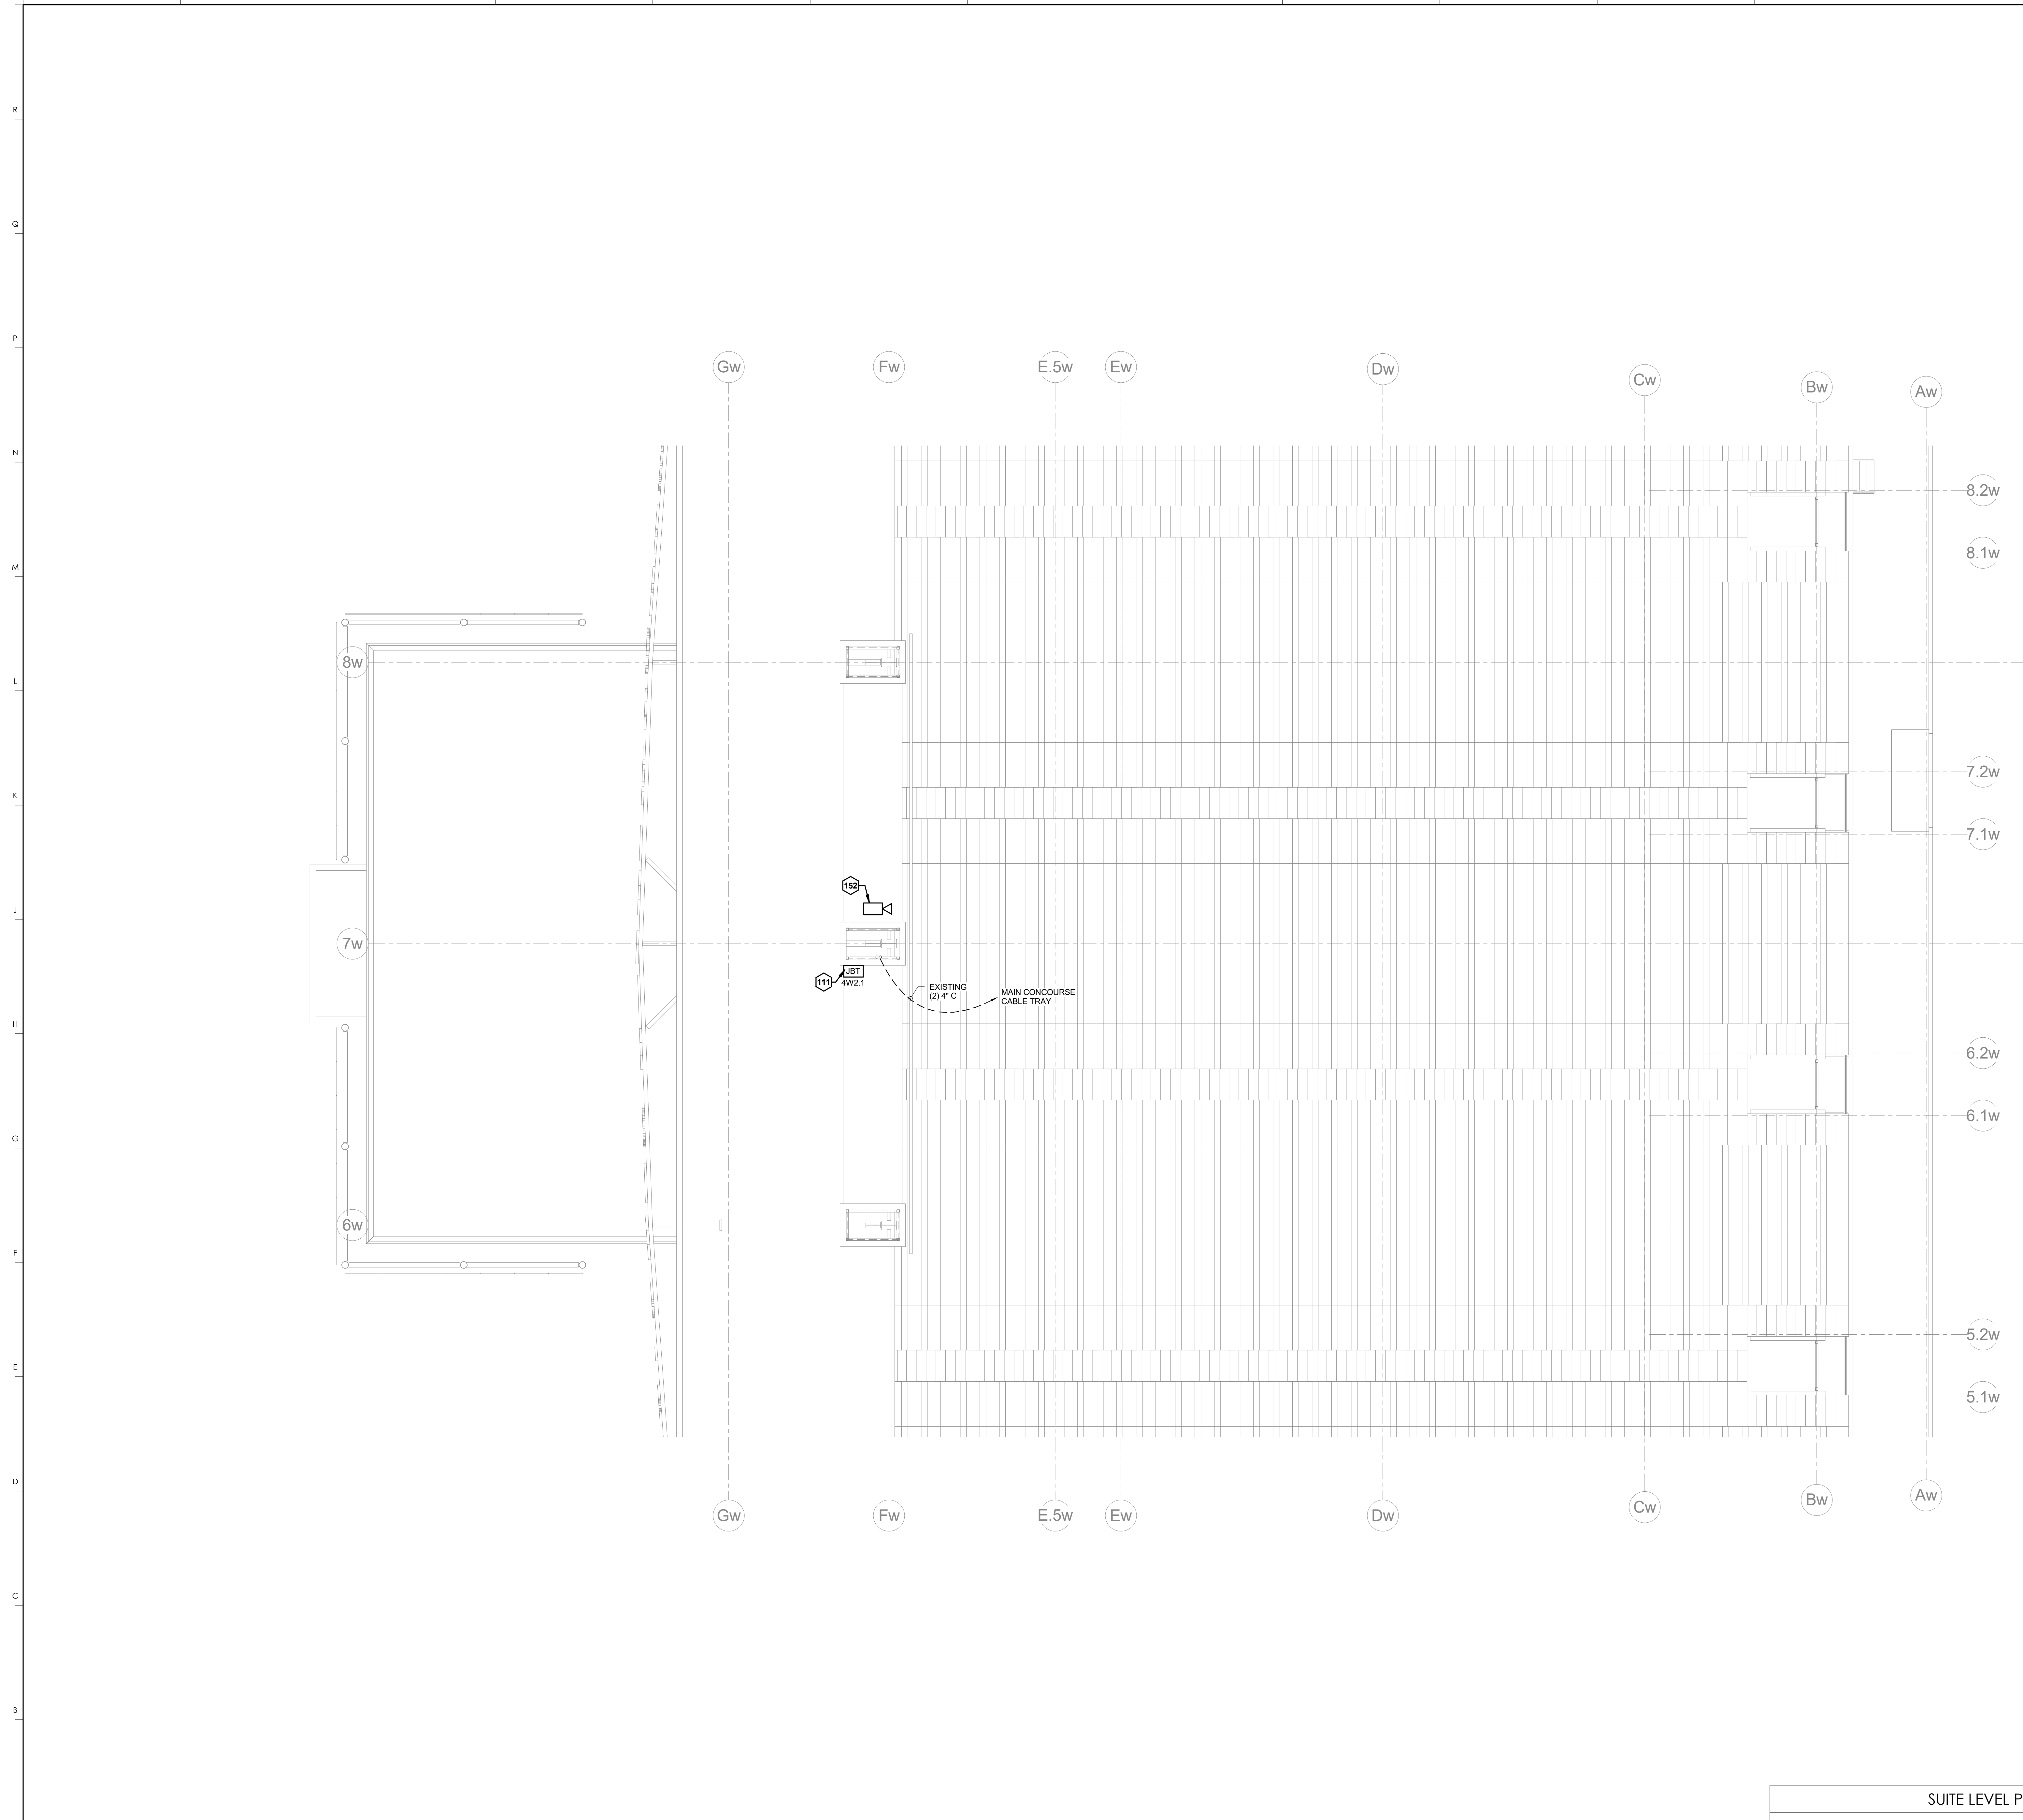 R
Q
P
Gw
Fw
E.5w
Ew
Dw
Cw
Bw
Aw
N
8.2w
8.1w
M
8w
L
7.2w
K
7.1w
152
J
7w
JBT
111
4W2.1
EXISTING
(2) 4" C
MAIN CONCOURSE
CABLE TRAY
H
6.2w
6.1w
G
6w
F
5.2w
E
5.1w
D
Gw
Fw
E.5w
Ew
Dw
Cw
Bw
Aw
C
B
SUITE LEVEL P